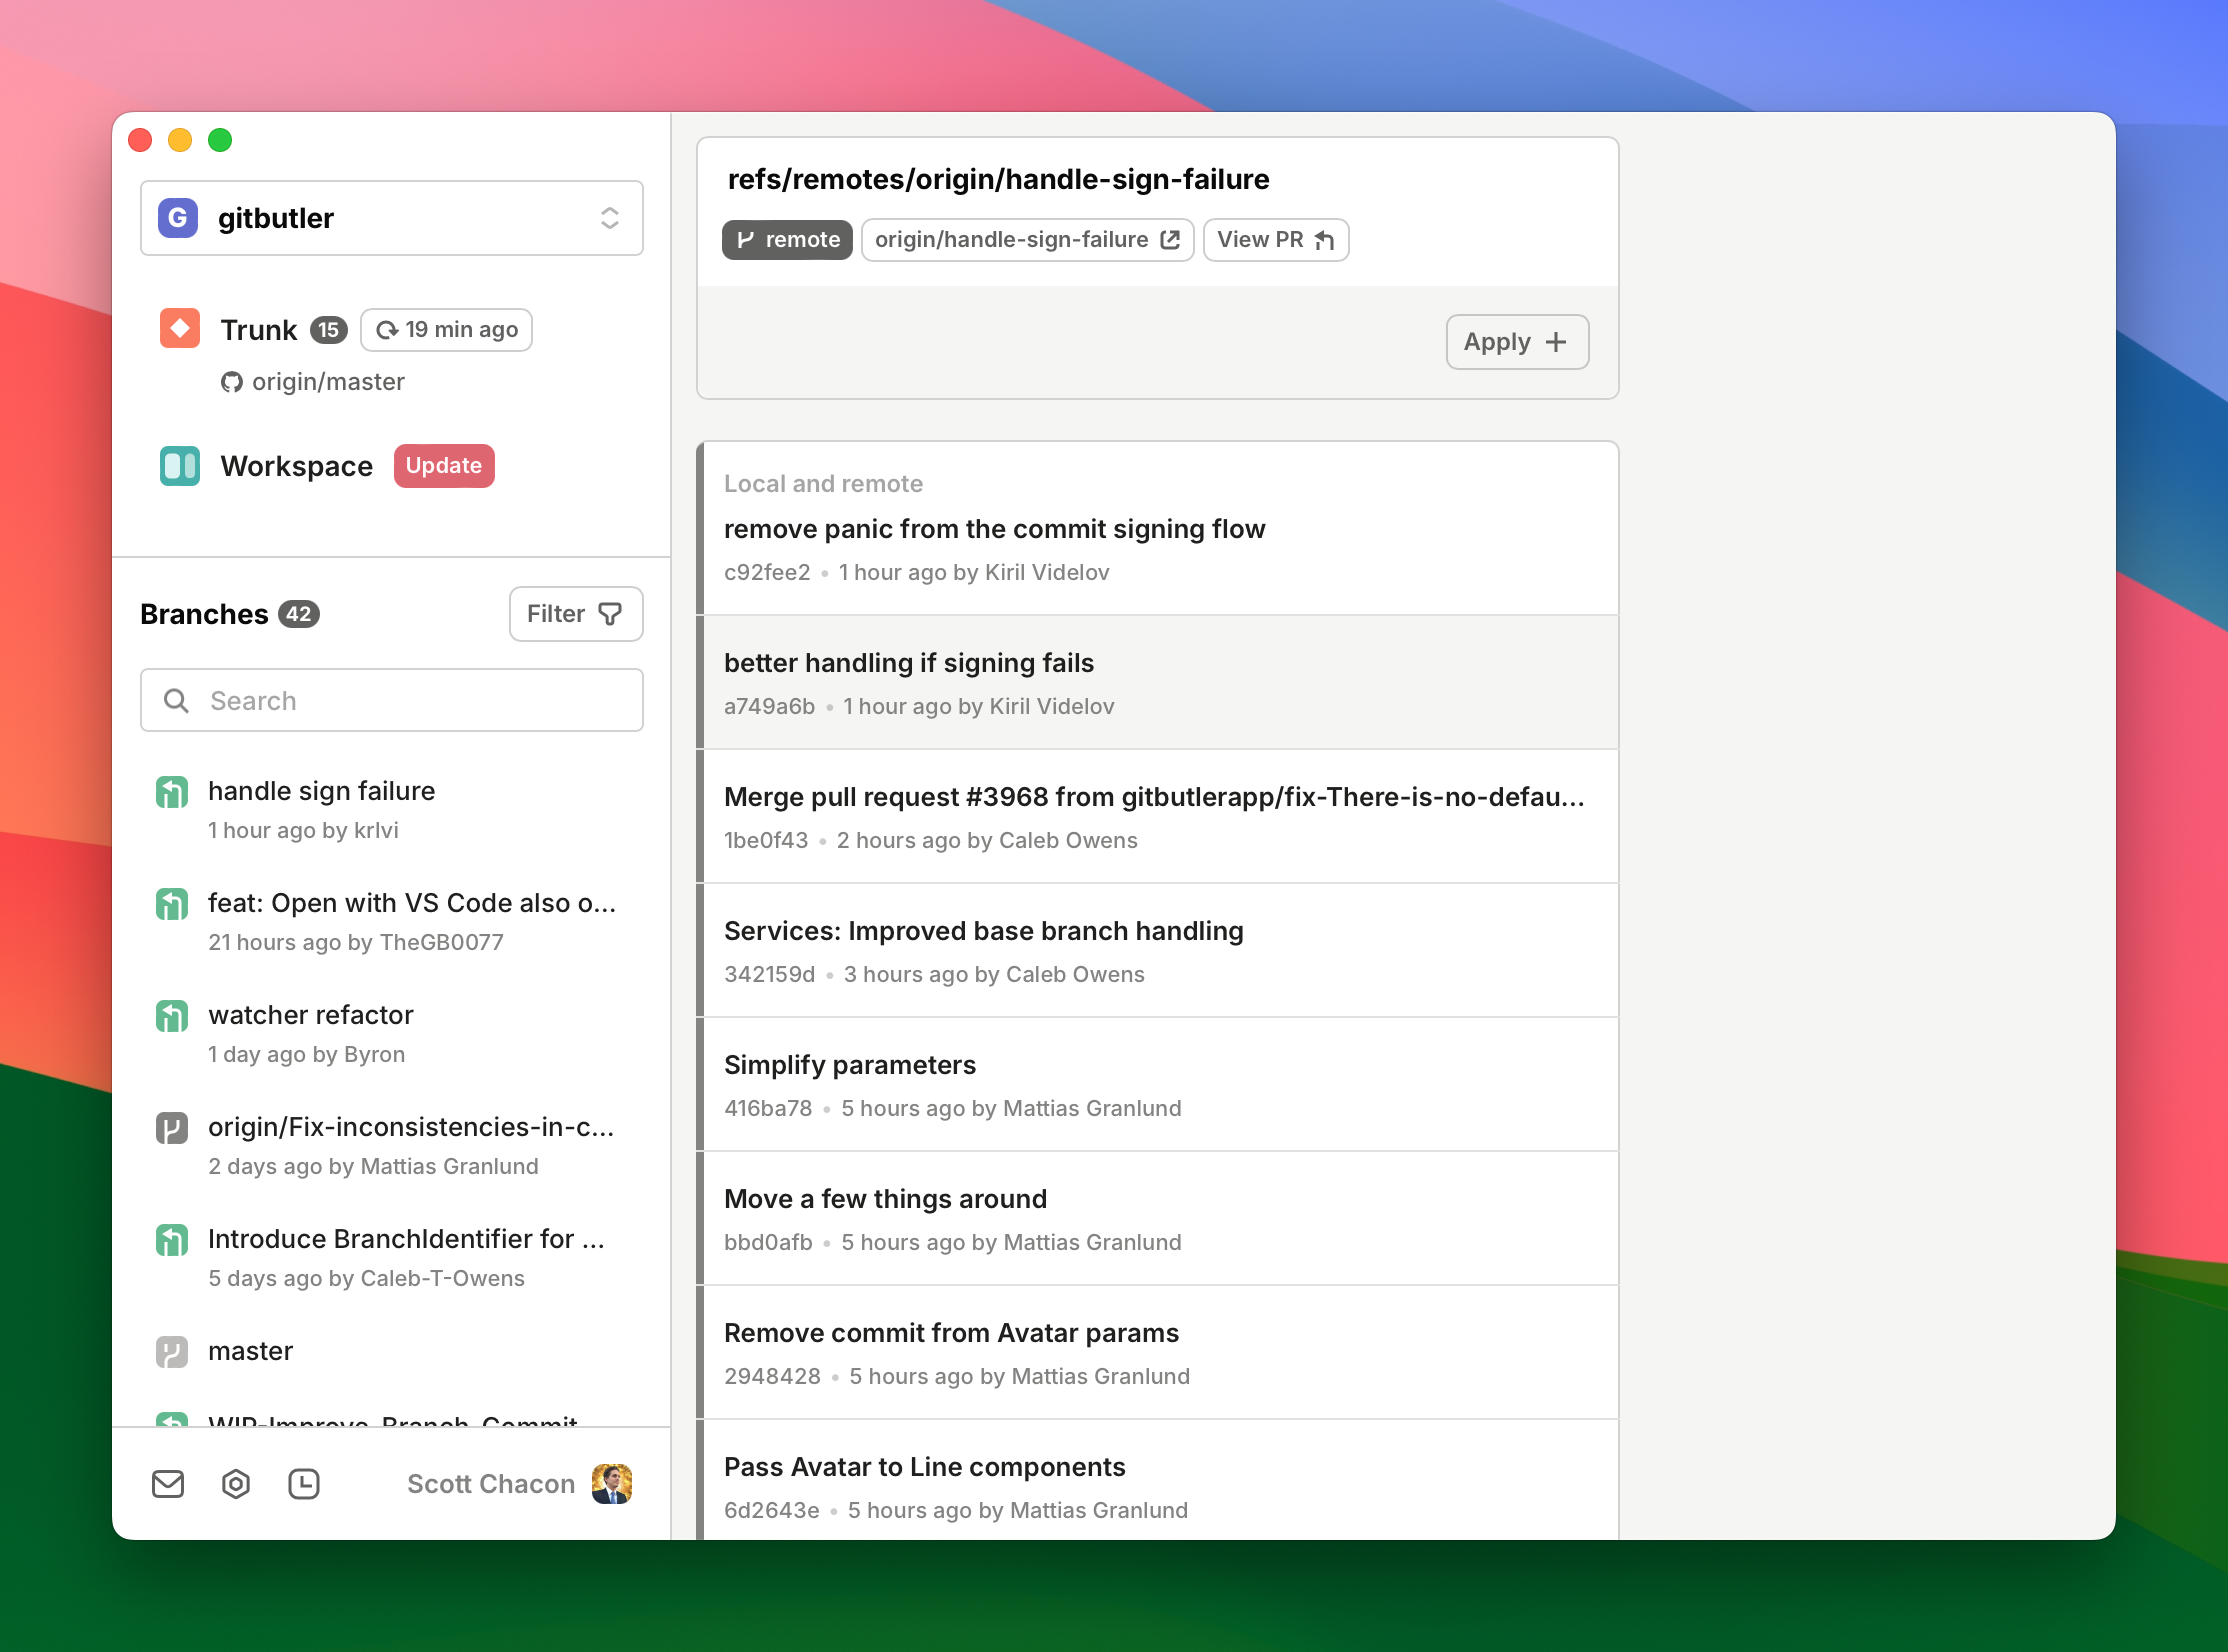 G gitbutler
Trunk 15 19 min ago
origin/master
Workspace Update
Branches 42 Filter
Search
handle sign failure
1 hour ago by krlvi
feat: Open with VS Code also o...
21 hours ago by TheGB0077
watcher refactor
1 day ago by Byron
origin/Fix-inconsistencies-in-c...
2 days ago by Mattias Granlund
Introduce BranchIdentifier for ...
5 days ago by Caleb-T-Owens
master
WIP-Improve-Branch-Commit
Scott Chacon
refs/remotes/origin/handle-sign-failure
remote origin/handle-sign-failure View PR
Apply
Local and remote
remove panic from the commit signing flow
c92fee2 • 1 hour ago by Kiril Videlov
better handling if signing fails
a749a6b • 1 hour ago by Kiril Videlov
Merge pull request #3968 from gitbutlerapp/fix-There-is-no-defau...
1be0f43 • 2 hours ago by Caleb Owens
Services: Improved base branch handling
342159d • 3 hours ago by Caleb Owens
Simplify parameters
416ba78 • 5 hours ago by Mattias Granlund
Move a few things around
bbd0afb • 5 hours ago by Mattias Granlund
Remove commit from Avatar params
2948428 • 5 hours ago by Mattias Granlund
Pass Avatar to Line components
6d2643e • 5 hours ago by Mattias Granlund